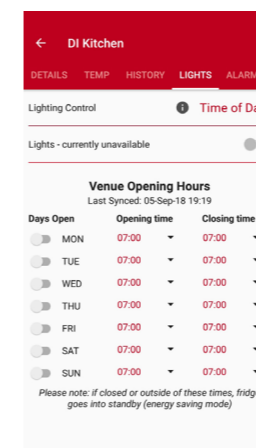 DI Kitchen
DETAILS TEMP HISTORY LIGHTS ALARM
Lighting Control Time of Da
Lights - currently unavailable
Venue Opening Hours
Last Synced: 05-Sep-18 19:19
Days Open Opening time Closing time
MON 07:00 07:00
TUE 07:00 07:00
WED 07:00 07:00
THU 07:00 07:00
FRI 07:00 07:00
SAT 07:00 07:00
SUN 07:00 07:00
Please note: if closed or outside of these times, fridg
goes into standby (energy saving mode)